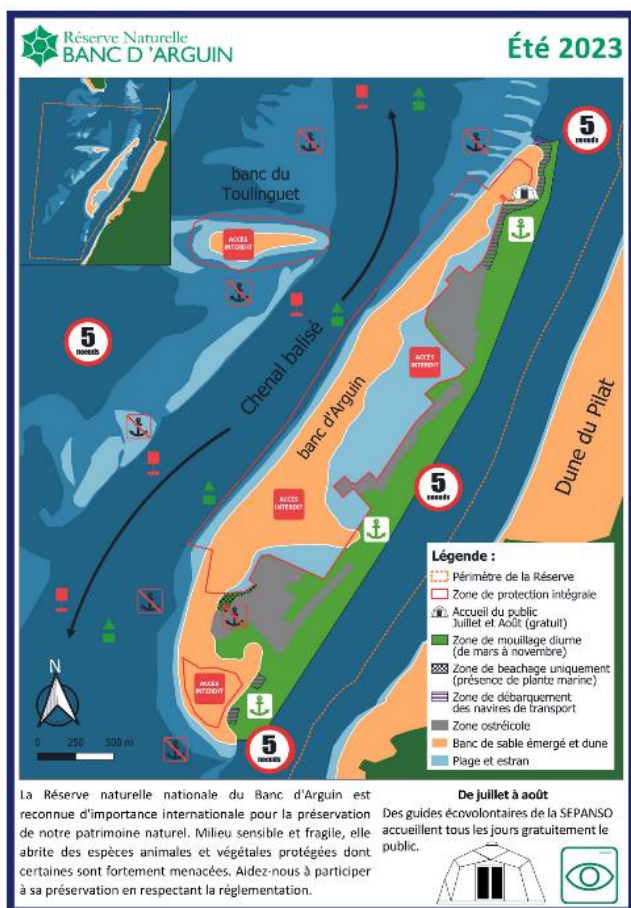 Réserve Naturelle
BANC D'ARGUIN
Été 2023
5
noeuds
banc du
Toulinguet
ACCÈS
INTERDIT
5
noeuds
Chenal balisé
ACCÈS
INTERDIT
banc d'Arguin
Dune du Pilat
5
noeuds
ACCÈS
INTERDIT
ACCÈS
INTERDIT
5
noeuds
N
0 250 500 m
Légende :
Périmètre de la Réserve
Zone de protection intégrale
Accueil du public
Juillet et Août (gratuit)
Zone de mouillage diurne
(de mars à novembre)
Zone de beachage uniquement
(présence de plante marine)
Zone de débarquement
des navires de transport
Zone ostréicole
Banc de sable émergé et dune
Plage et estran
La Réserve naturelle nationale du Banc d'Arguin est
reconnue d'importance internationale pour la préservation
de notre patrimoine naturel. Milieu sensible et fragile, elle
abrite des espèces animales et végétales protégées dont
certaines sont fortement menacées. Aidez-nous à participer
à sa préservation en respectant la réglementation.
De juillet à août
Des guides écovolontaires de la SEPANSO
accueillent tous les jours gratuitement le
public.